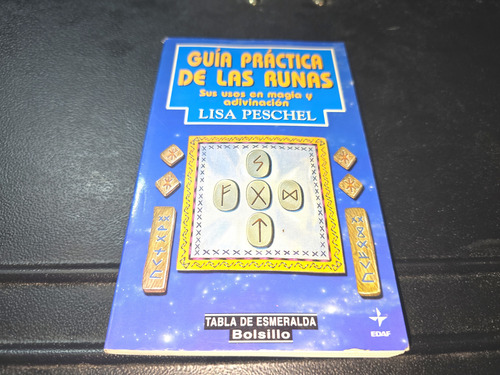 GUÍA PRÁCTICA
DE LAS RUNAS
Sus usos en magia y
adivinación
LISA PESCHEL
TABLA DE ESMERALDA
Bolsillo
EDAF